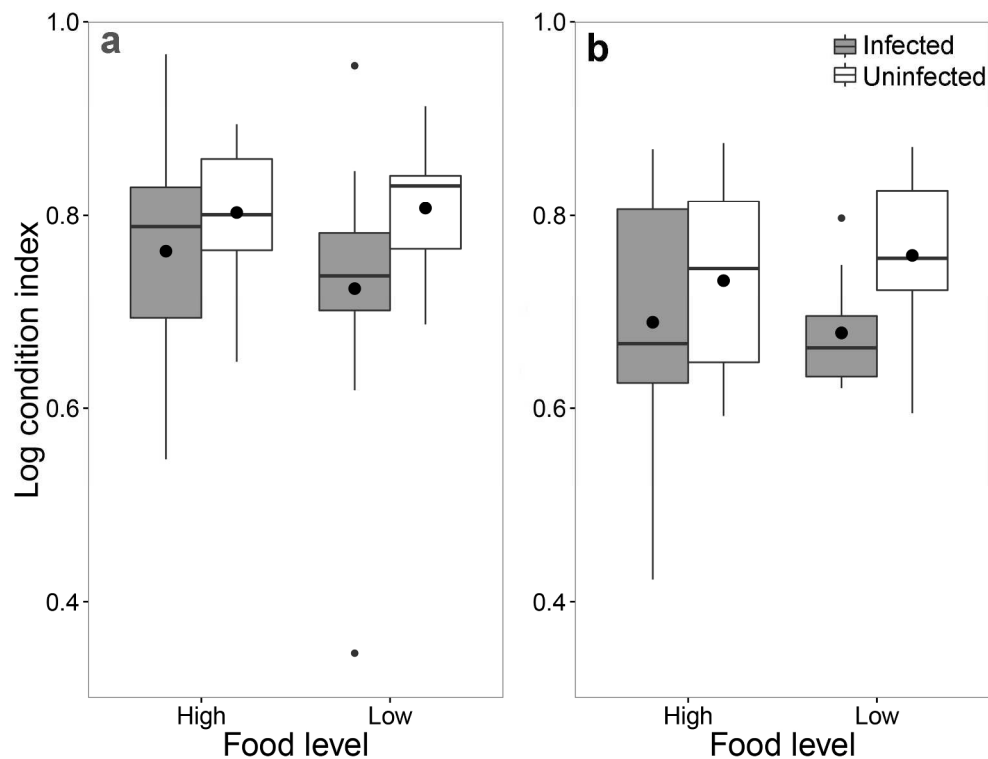 a
b
Infected
Uninfected
Log condition index
1.0
0.8
0.6
0.4
1.0
0.8
0.6
0.4
High
Low
High
Low
Food level
Food level